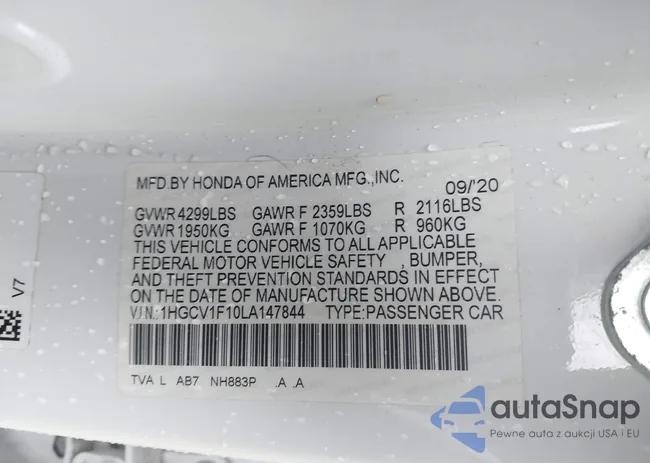 MFD.BY HONDA OF AMERICA MFG.,INC. 09/'20
GVWR 4299LBS GAWR F 2359LBS R 2116LBS
GVWR 1950KG GAWR F 1070KG R 960KG
THIS VEHICLE CONFORMS TO ALL APPLICABLE
FEDERAL MOTOR VEHICLE SAFETY , BUMPER,
AND THEFT PREVENTION STANDARDS IN EFFECT
ON THE DATE OF MANUFACTURE SHOWN ABOVE.
V.I.N.:1HGCV1F10LA147844 TYPE:PASSENGER CAR
TVA L AB7 NH883P .A .A
V7
autoSnap
Pewne auta z aukcji USA i EU